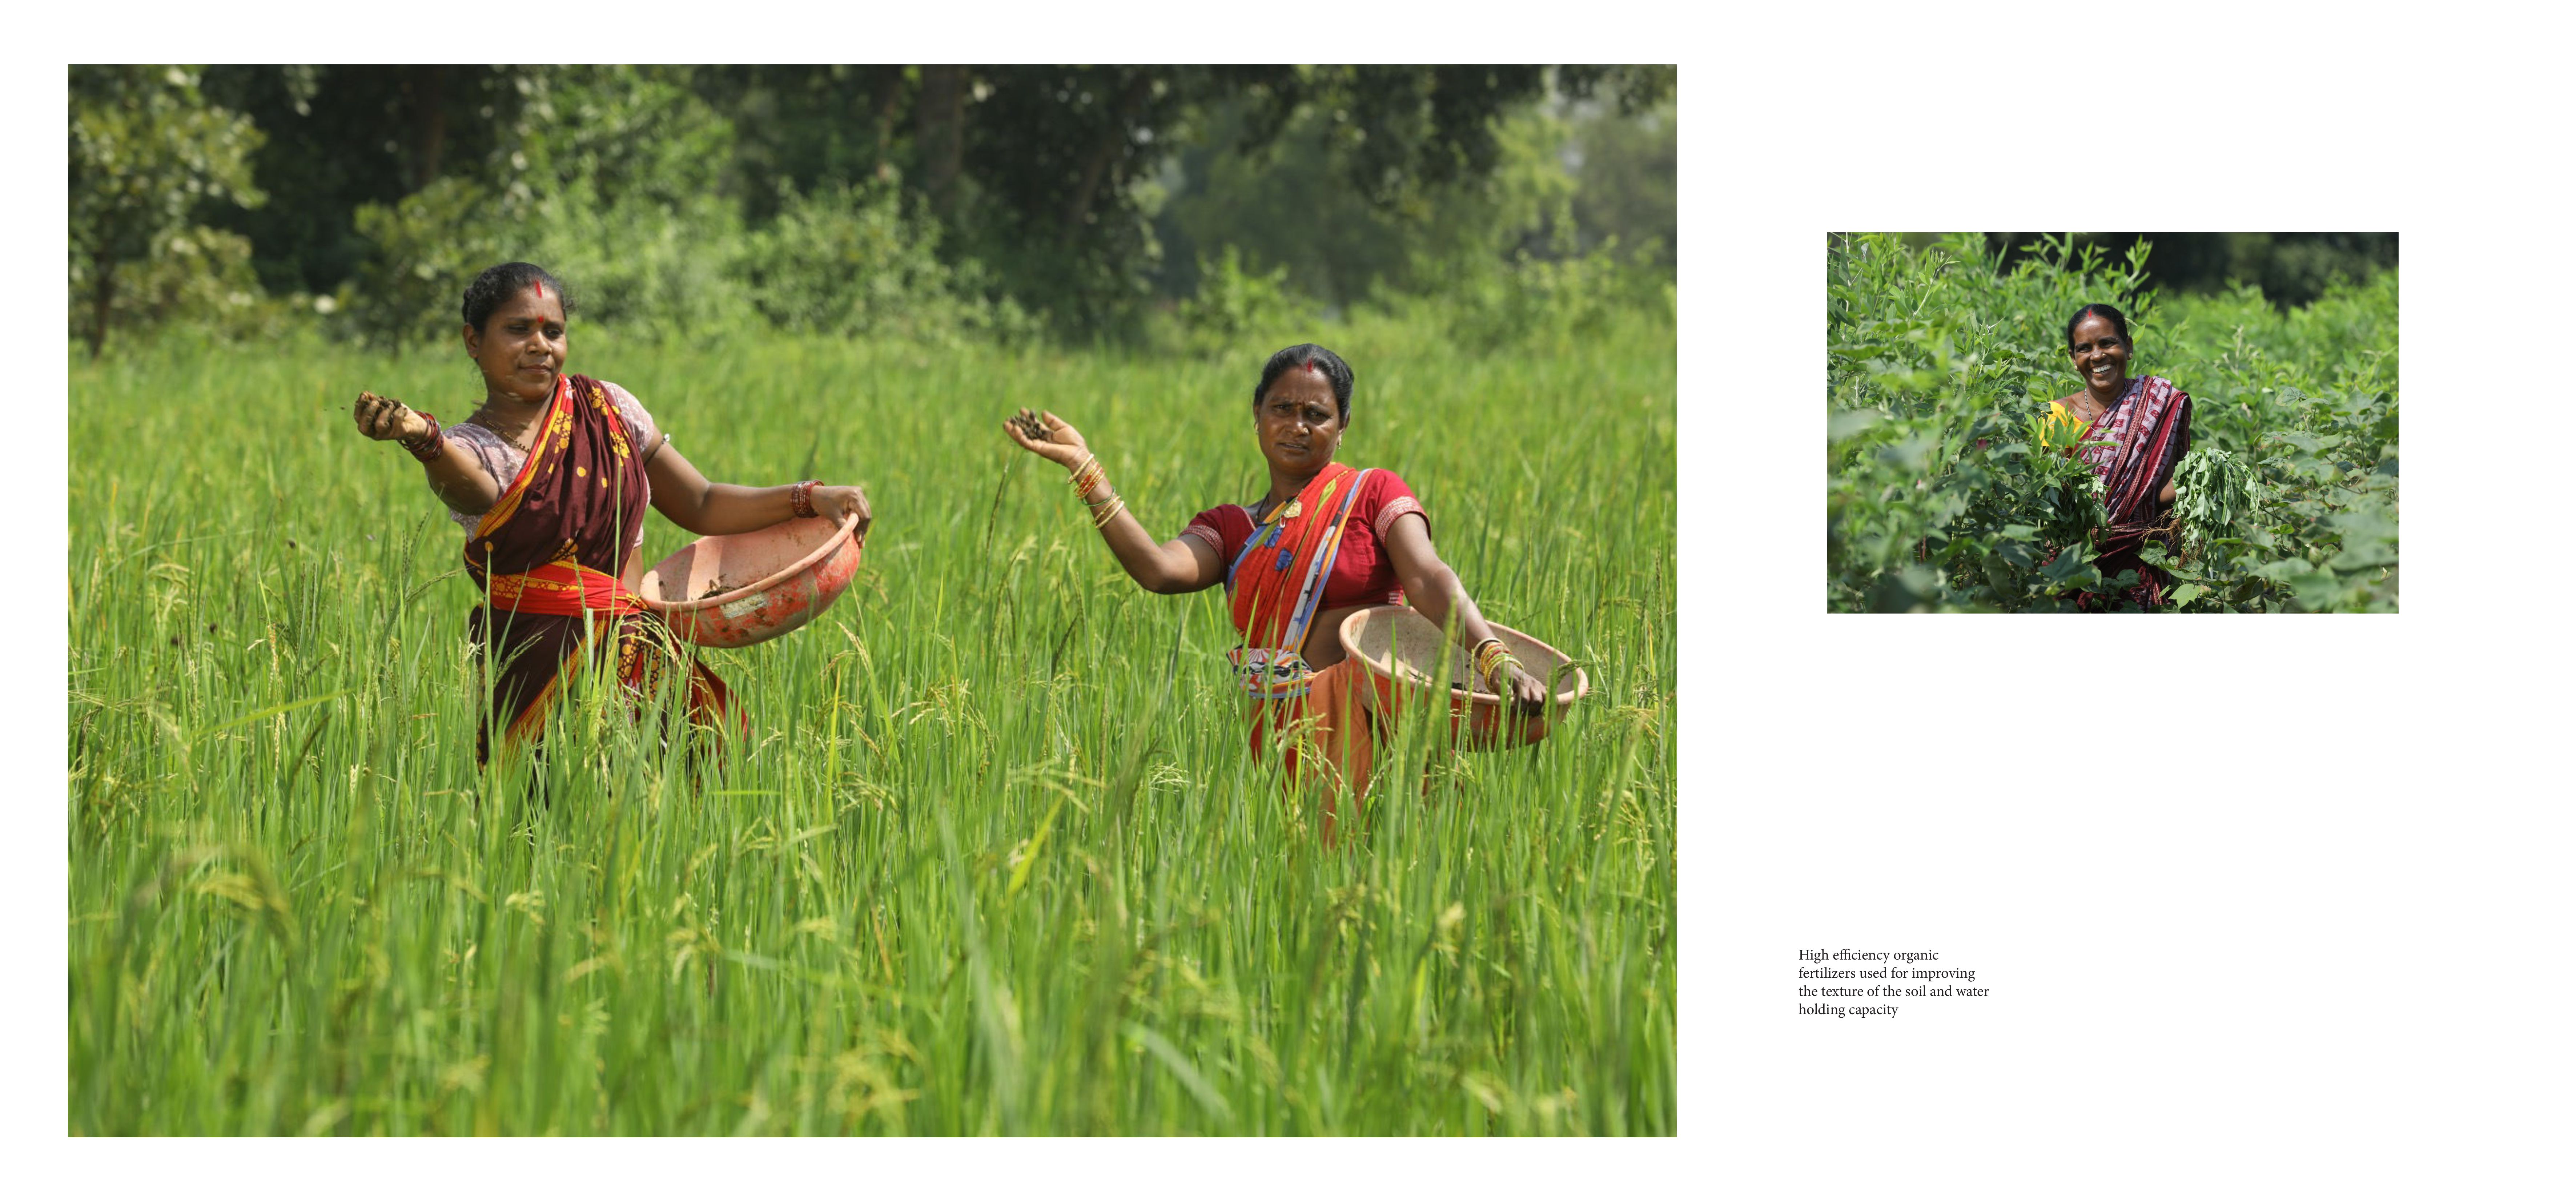 High efficiency organic
fertilizers used for improving
the texture of the soil and water
holding capacity